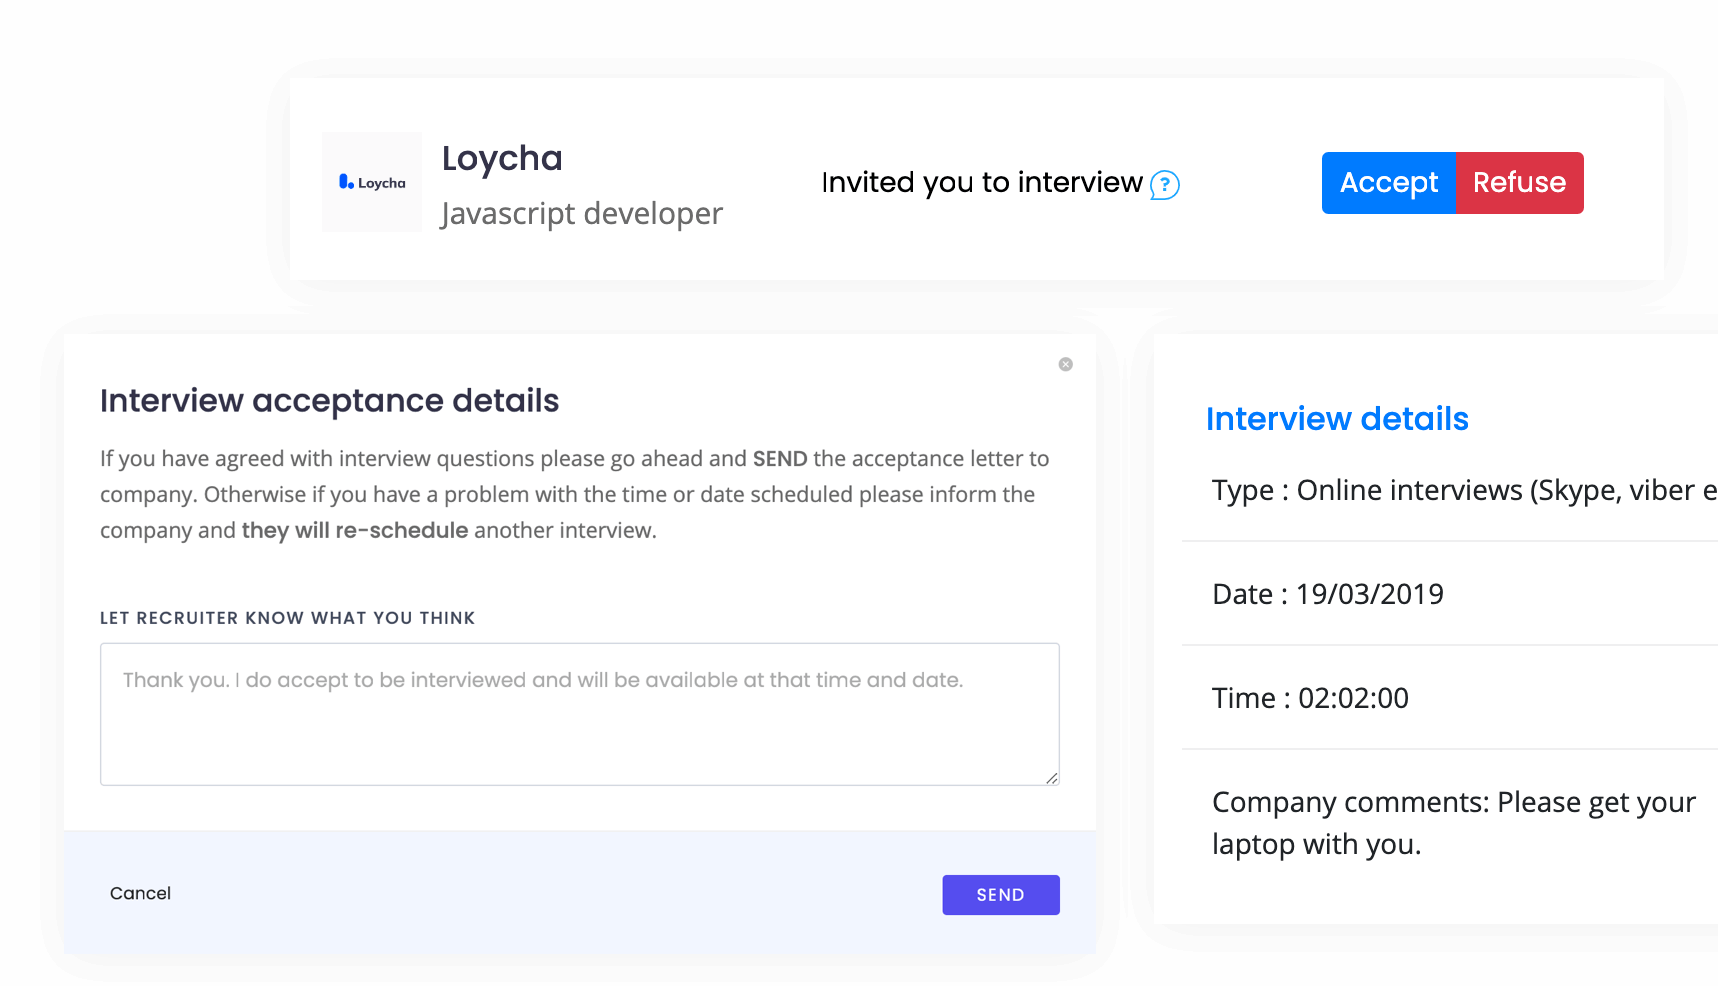 Loycha
Loycha
Javascript developer
Invited you to interview ?
Accept
Refuse
Interview acceptance details
If you have agreed with interview questions please go ahead and SEND the acceptance letter to
company. Otherwise if you have a problem with the time or date scheduled please inform the
company and they will re-schedule another interview.
LET RECRUITER KNOW WHAT YOU THINK
Thank you. I do accept to be interviewed and will be available at that time and date.
Cancel
SEND
Interview details
Type : Online interviews (Skype, viber e
Date : 19/03/2019
Time : 02:02:00
Company comments: Please get your
laptop with you.